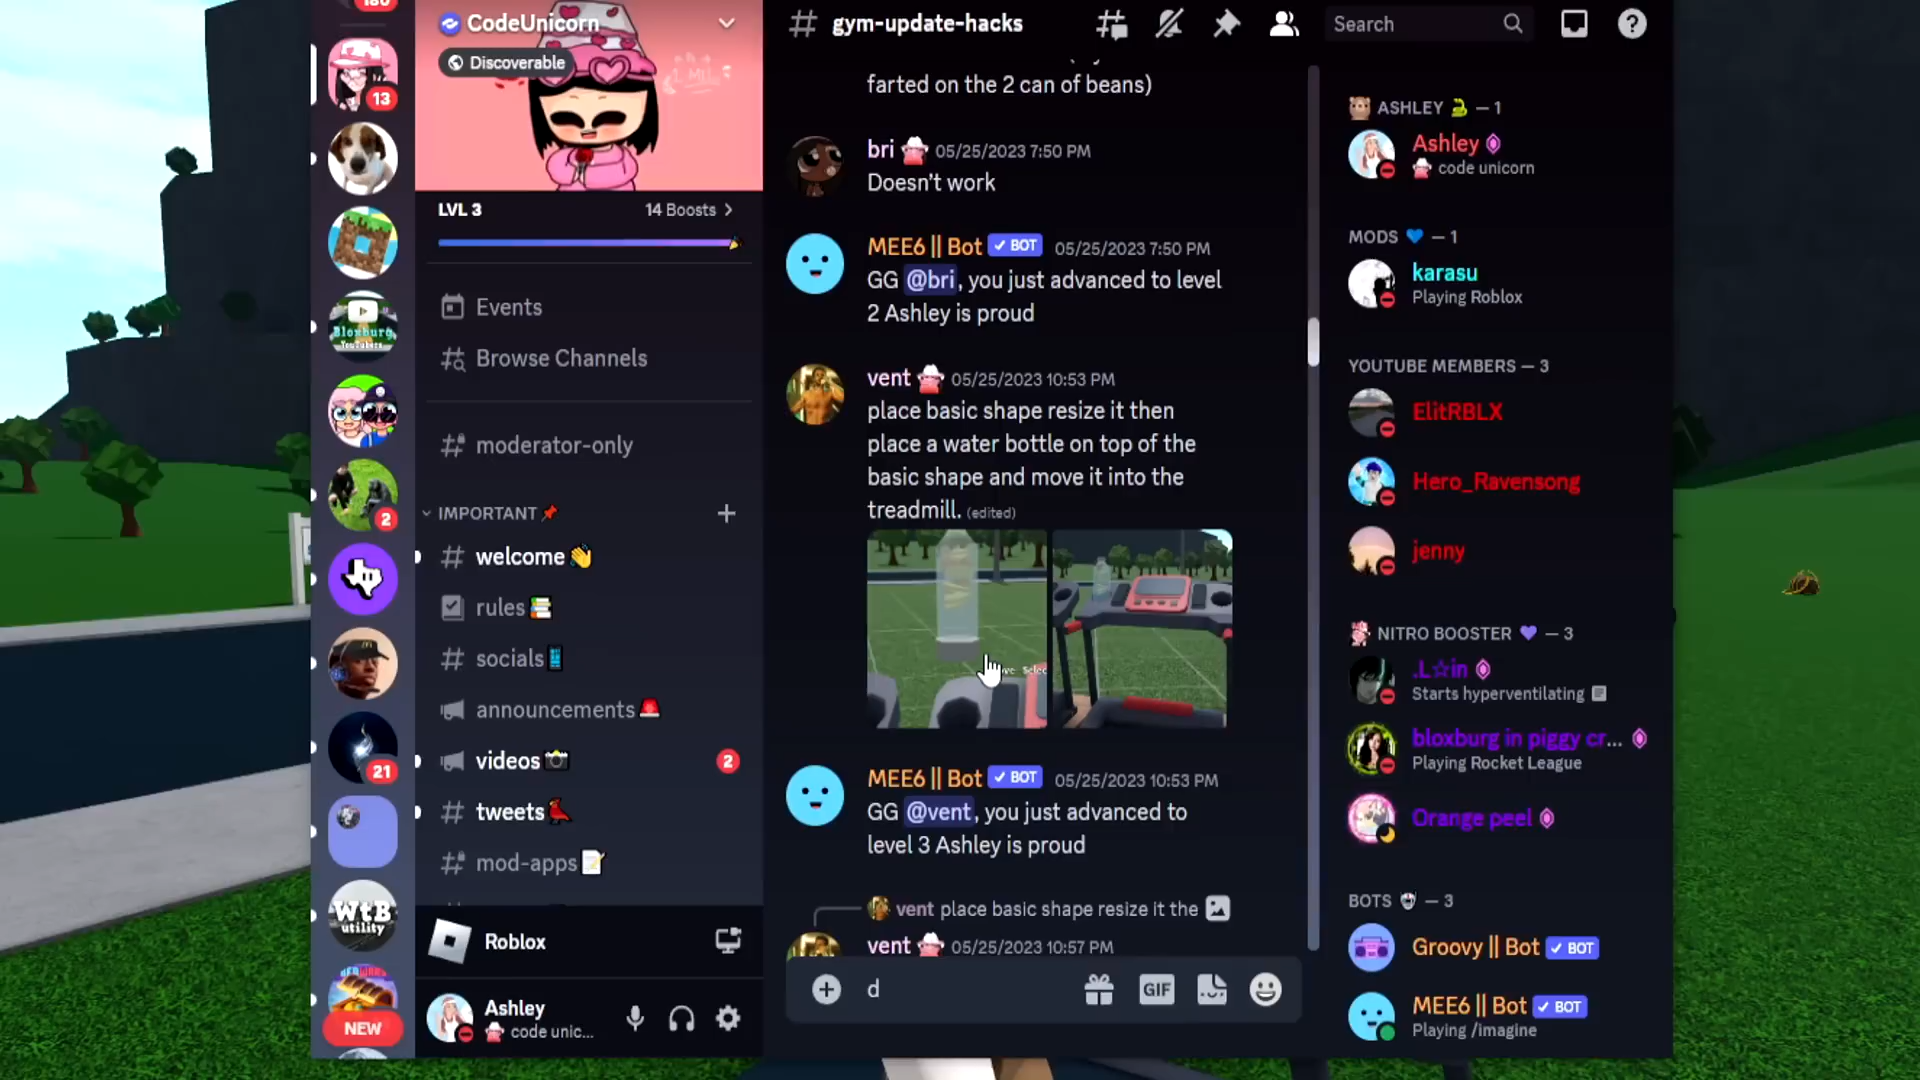 180
13
Bloxburg
YouTubers
2
21
WtB
utility
NEW
CodeUnicorn
Discoverable
LVL 3
14 Boosts
Events
Browse Channels
moderator-only
IMPORTANT 📌
welcome 👋
rules 📚
socials 📱
announcements 🚨
videos 📷
2
tweets 🐦
mod-apps 📝
Roblox
Ashley
code unic...
gym-update-hacks
Search
farted on the 2 can of beans)
bri 05/25/2023 7:50 PM
Doesn't work
MEE6 || Bot ✓ BOT 05/25/2023 7:50 PM
GG @bri, you just advanced to level
2 Ashley is proud
vent 05/25/2023 10:53 PM
place basic shape resize it then
place a water bottle on top of the
basic shape and move it into the
treadmill. (edited)
MEE6 || Bot ✓ BOT 05/25/2023 10:53 PM
GG @vent, you just advanced to
level 3 Ashley is proud
vent place basic shape resize it the
vent 05/25/2023 10:57 PM
d
GIF
ASHLEY 🐍 — 1
Ashley
code unicorn
MODS 💙 — 1
karasu
Playing Roblox
YOUTUBE MEMBERS — 3
ElitRBLX
Hero_Ravensong
jenny
NITRO BOOSTER 💜 — 3
.L☆in
Starts hyperventilating
bloxburg in piggy cr...
Playing Rocket League
Orange peel
BOTS — 3
Groovy || Bot ✓ BOT
MEE6 || Bot ✓ BOT
Playing /imagine